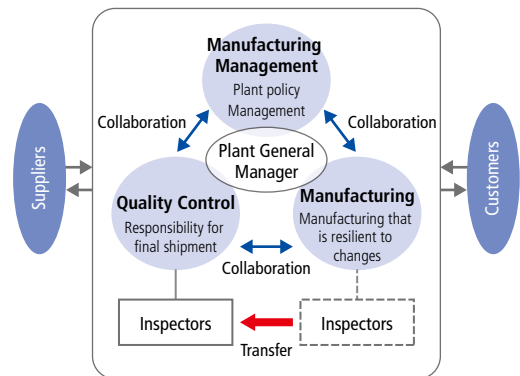 Manufacturing
Management
Plant policy
Management
Collaboration
Collaboration
Plant General
Manager
Suppliers
Customers
Quality Control
Responsibility for
final shipment
Manufacturing
Manufacturing that
is resilient to
changes
Collaboration
Inspectors
Inspectors
Transfer